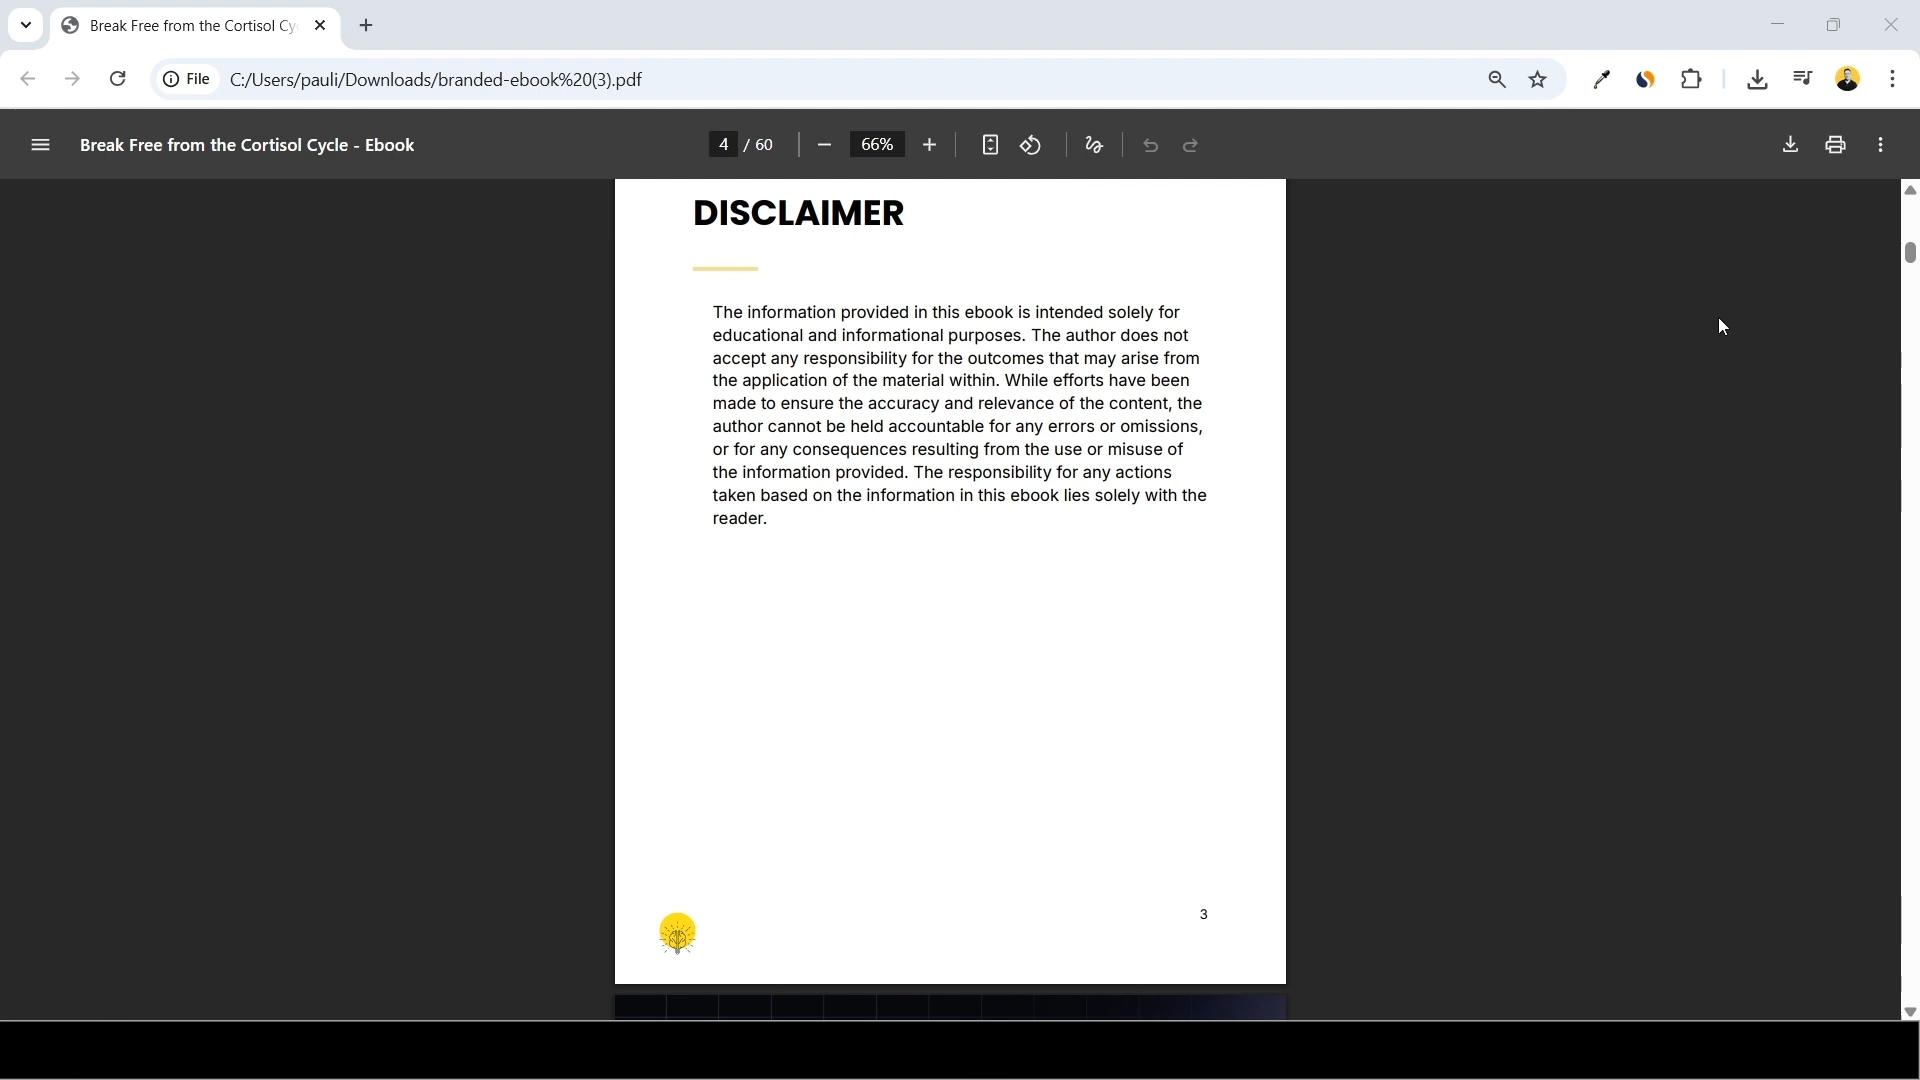 Break Free from the Cortisol Cy
File
C:/Users/pauli/Downloads/branded-ebook%20(3).pdf
Break Free from the Cortisol Cycle - Ebook
4 / 60
66%
DISCLAIMER
The information provided in this ebook is intended solely for
educational and informational purposes. The author does not
accept any responsibility for the outcomes that may arise from
the application of the material within. While efforts have been
made to ensure the accuracy and relevance of the content, the
author cannot be held accountable for any errors or omissions,
or for any consequences resulting from the use or misuse of
the information provided. The responsibility for any actions
taken based on the information in this ebook lies solely with the
reader.
3